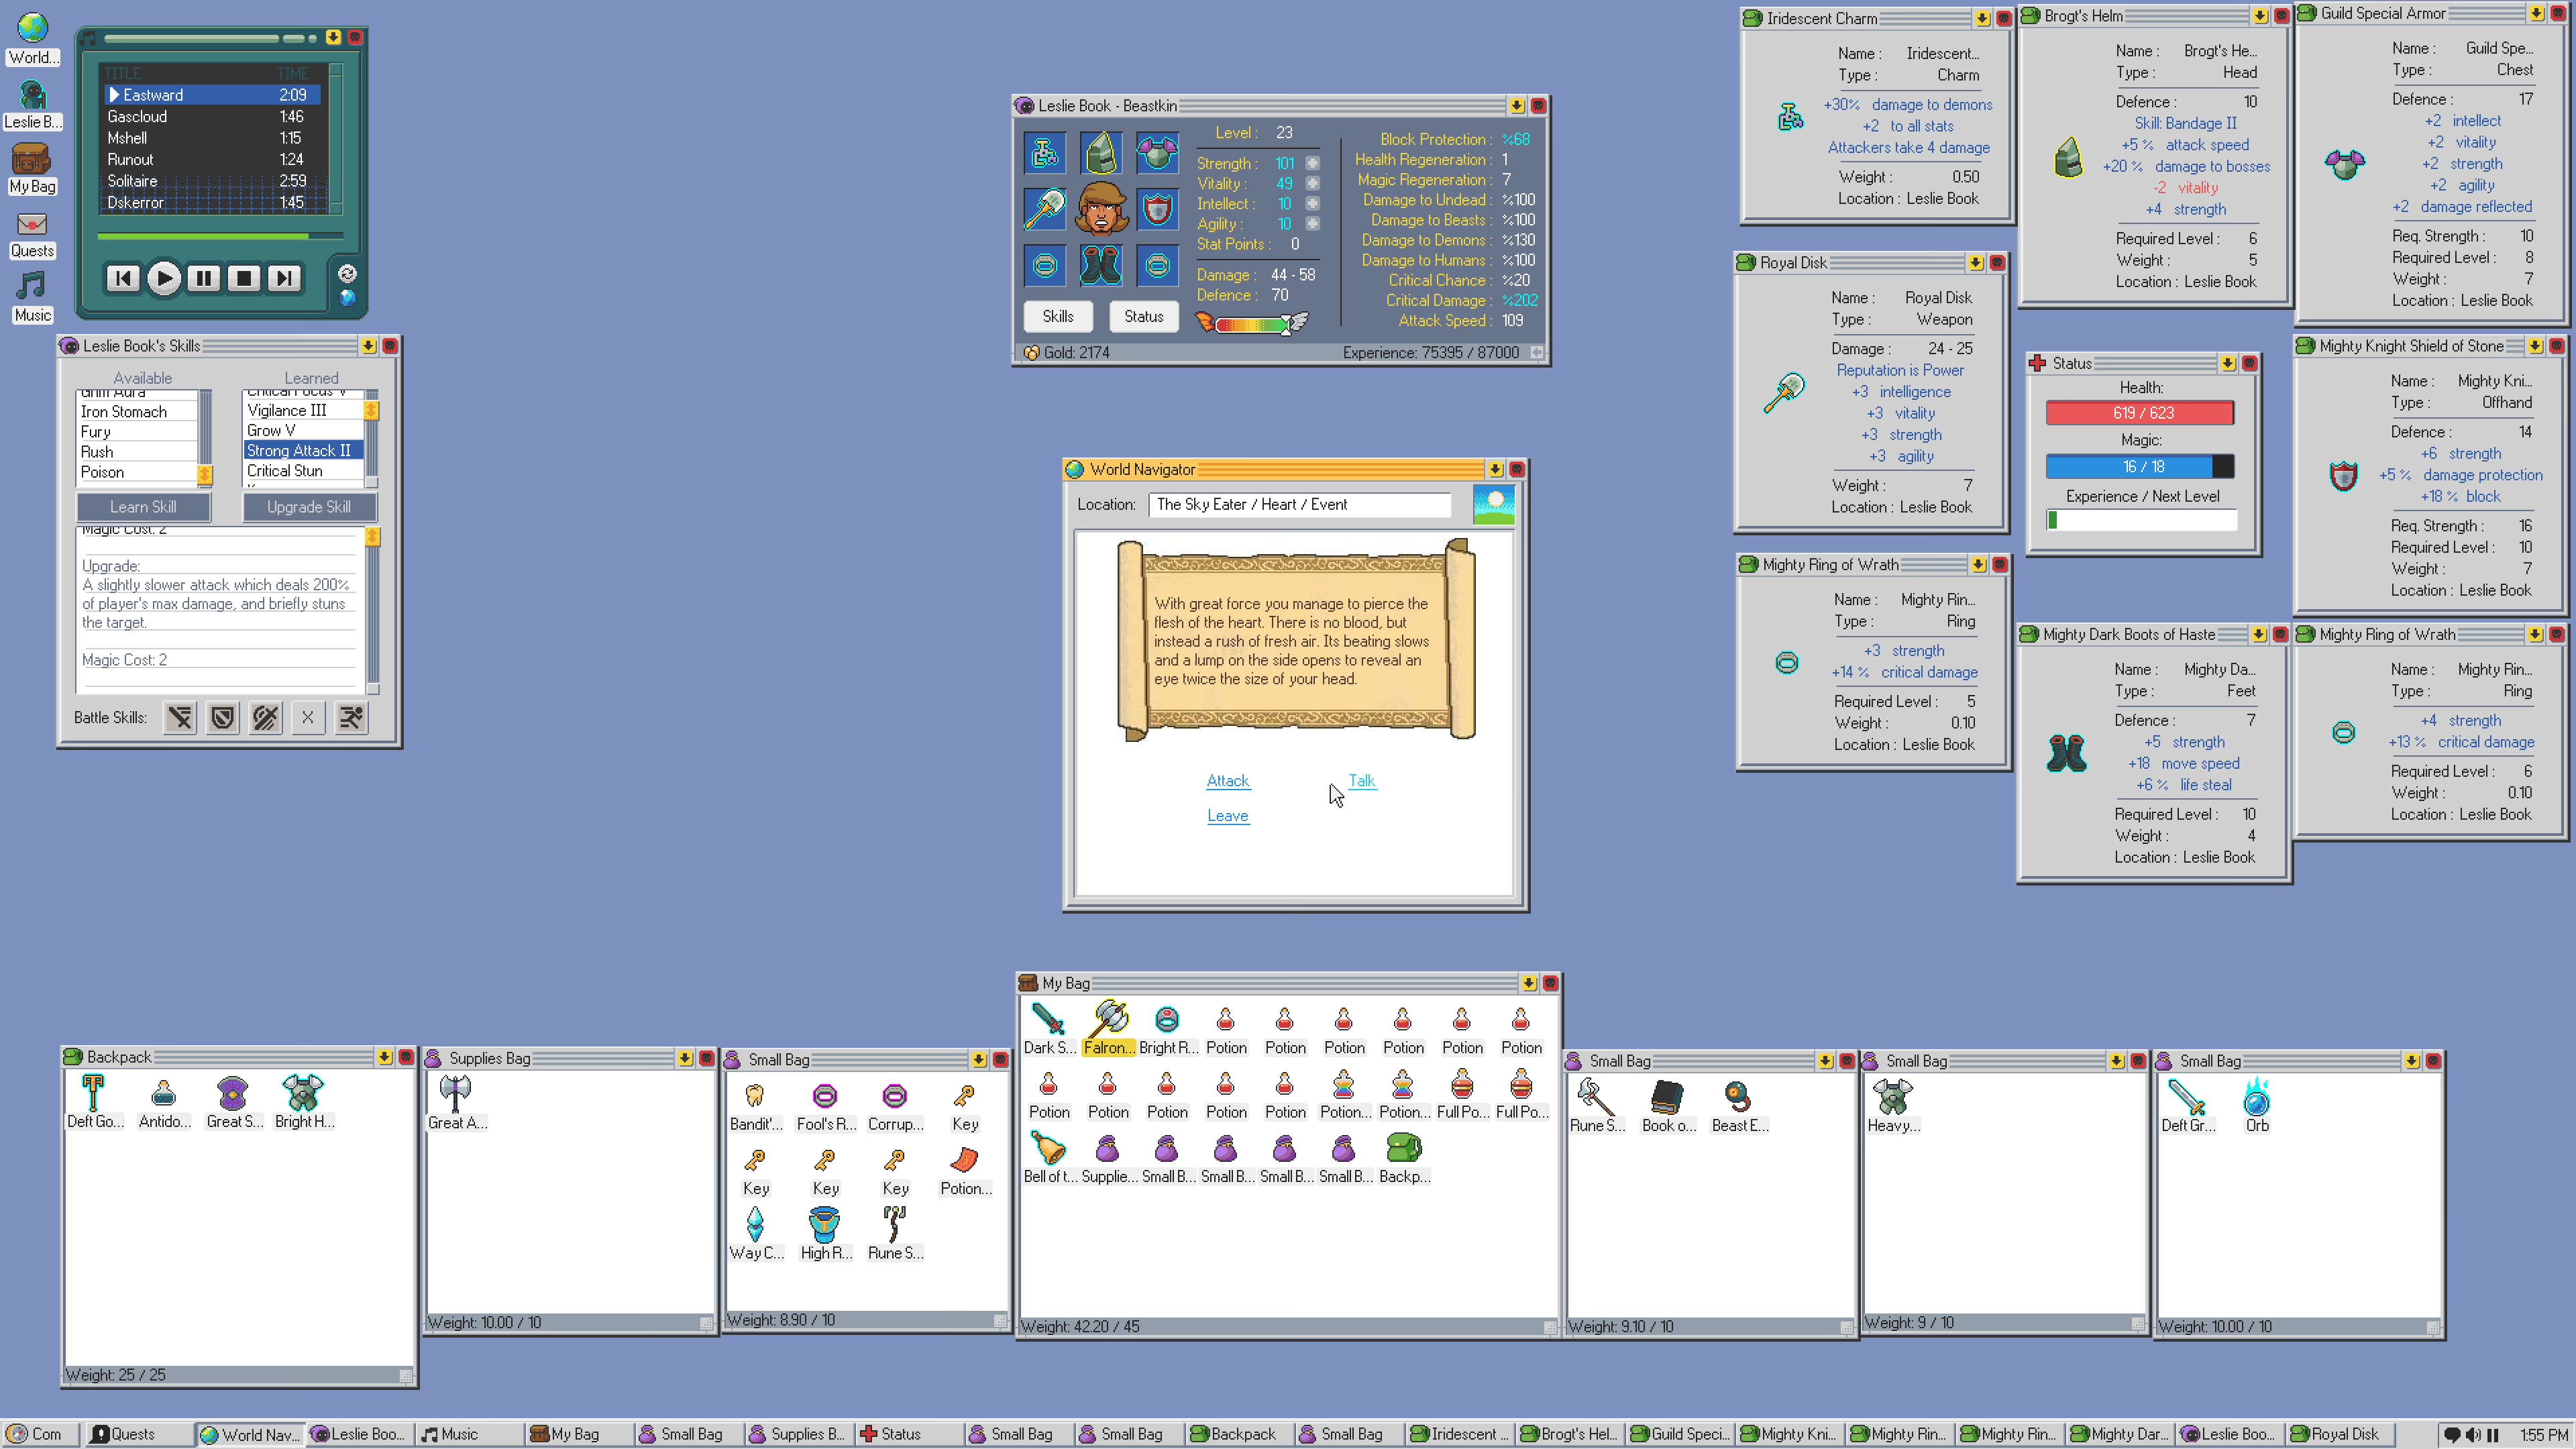 World...
Leslie B...
My Bag
Quests
Music
TITLE TIME
Eastward 2:09
Gascloud 1:46
Mshell 1:15
Runout 1:24
Solitaire 2:59
Dskerror 1:45
Leslie Book's Skills
Available Learned
Grim Aura
Iron Stomach
Fury
Rush
Poison
Critical Focus V
Vigilance III
Grow V
Strong Attack II
Critical Stun
Learn Skill Upgrade Skill
Magic Cost: 2
Upgrade:
A slightly slower attack which deals 200%
of player's max damage, and briefly stuns
the target.
Magic Cost: 2
Battle Skills: X
Leslie Book - Beastkin
Level : 23
Strength : 101
Vitality : 49
Intellect : 10
Agility : 10
Stat Points : 0
Damage : 44 - 58
Defence : 70
Block Protection : %68
Health Regeneration : 1
Magic Regeneration : 7
Damage to Undead : %100
Damage to Beasts : %100
Damage to Demons : %130
Damage to Humans : %100
Critical Chance : %20
Critical Damage : %202
Attack Speed : 109
Skills Status
Gold: 2174 Experience: 75395 / 87000
World Navigator
Location: The Sky Eater / Heart / Event
With great force you manage to pierce the
flesh of the heart. There is no blood, but
instead a rush of fresh air. Its beating slows
and a lump on the side opens to reveal an
eye twice the size of your head.
Attack Talk
Leave
Iridescent Charm
Name : Iridescent...
Type : Charm
+30% damage to demons
+2 to all stats
Attackers take 4 damage
Weight : 0.50
Location : Leslie Book
Brogt's Helm
Name : Brogt's He...
Type : Head
Defence : 10
Skill: Bandage II
+5 % attack speed
+20 % damage to bosses
-2 vitality
+4 strength
Required Level : 6
Weight : 5
Location : Leslie Book
Guild Special Armor
Name : Guild Spe...
Type : Chest
Defence : 17
+2 intellect
+2 vitality
+2 strength
+2 agility
+2 damage reflected
Req. Strength : 10
Required Level : 8
Weight : 7
Location : Leslie Book
Royal Disk
Name : Royal Disk
Type : Weapon
Damage : 24 - 25
Reputation is Power
+3 intelligence
+3 vitality
+3 strength
+3 agility
Weight : 7
Location : Leslie Book
Status
Health:
619 / 623
Magic:
16 / 18
Experience / Next Level
Mighty Knight Shield of Stone
Name : Mighty Kni...
Type : Offhand
Defence : 14
+6 strength
+5 % damage protection
+18 % block
Req. Strength : 16
Required Level : 10
Weight : 7
Location : Leslie Book
Mighty Ring of Wrath
Name : Mighty Rin...
Type : Ring
+3 strength
+14 % critical damage
Required Level : 5
Weight : 0.10
Location : Leslie Book
Mighty Dark Boots of Haste
Name : Mighty Da...
Type : Feet
Defence : 7
+5 strength
+18 move speed
+6 % life steal
Required Level : 10
Weight : 4
Location : Leslie Book
Mighty Ring of Wrath
Name : Mighty Rin...
Type : Ring
+4 strength
+13 % critical damage
Required Level : 6
Weight : 0.10
Location : Leslie Book
Backpack
Deft Go... Antido... Great S... Bright H...
Weight: 25 / 25
Supplies Bag
Great A...
Weight: 10.00 / 10
Small Bag
Bandit'... Fool's R... Corrup... Key
Key Key Key Potion...
Way C... High R... Rune S...
Weight: 8.90 / 10
My Bag
Dark S... Falron... Bright R... Potion Potion Potion Potion Potion Potion
Potion Potion Potion Potion Potion Potion... Potion... Full Po... Full Po...
Bell of t... Supplie... Small B... Small B... Small B... Small B... Backp...
Weight: 42.20 / 45
Small Bag
Rune S... Book o... Beast E...
Weight: 9.10 / 10
Small Bag
Heavy...
Weight: 9 / 10
Small Bag
Deft Gr... Orb
Weight: 10.00 / 10
Com Quests World Nav... Leslie Boo... Music My Bag Small Bag Supplies B... Status Small Bag Small Bag Backpack Small Bag Iridescent ... Brogt's Hel... Guild Speci... Mighty Kni... Mighty Rin... Mighty Rin... Mighty Dar... Leslie Boo... Royal Disk 1:55 PM